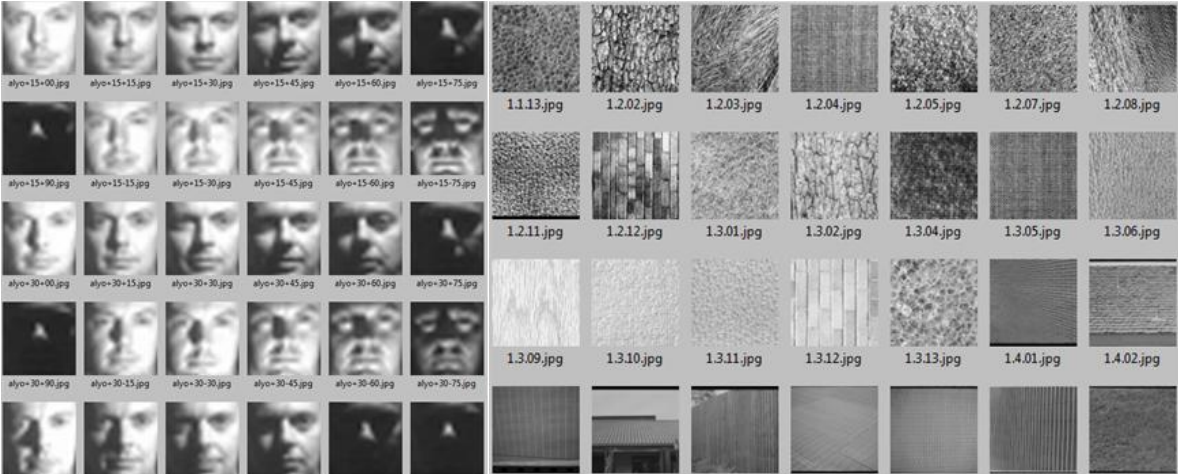 alyo+15+00.jpg alyo+15+15.jpg alyo+15+30.jpg alyo+15+45.jpg alyo+15+60.jpg alyo+15+75.jpg
alyo+15+90.jpg alyo+15-15.jpg alyo+15-30.jpg alyo+15-45.jpg alyo+15-60.jpg alyo+15-75.jpg
alyo+30+00.jpg alyo+30+15.jpg alyo+30+30.jpg alyo+30+45.jpg alyo+30+60.jpg alyo+30+75.jpg
alyo+30+90.jpg alyo+30-15.jpg alyo+30-30.jpg alyo+30-45.jpg alyo+30-60.jpg alyo+30-75.jpg
1.1.13.jpg 1.2.02.jpg 1.2.03.jpg 1.2.04.jpg 1.2.05.jpg 1.2.07.jpg 1.2.08.jpg
1.2.11.jpg 1.2.12.jpg 1.3.01.jpg 1.3.02.jpg 1.3.04.jpg 1.3.05.jpg 1.3.06.jpg
1.3.09.jpg 1.3.10.jpg 1.3.11.jpg 1.3.12.jpg 1.3.13.jpg 1.4.01.jpg 1.4.02.jpg